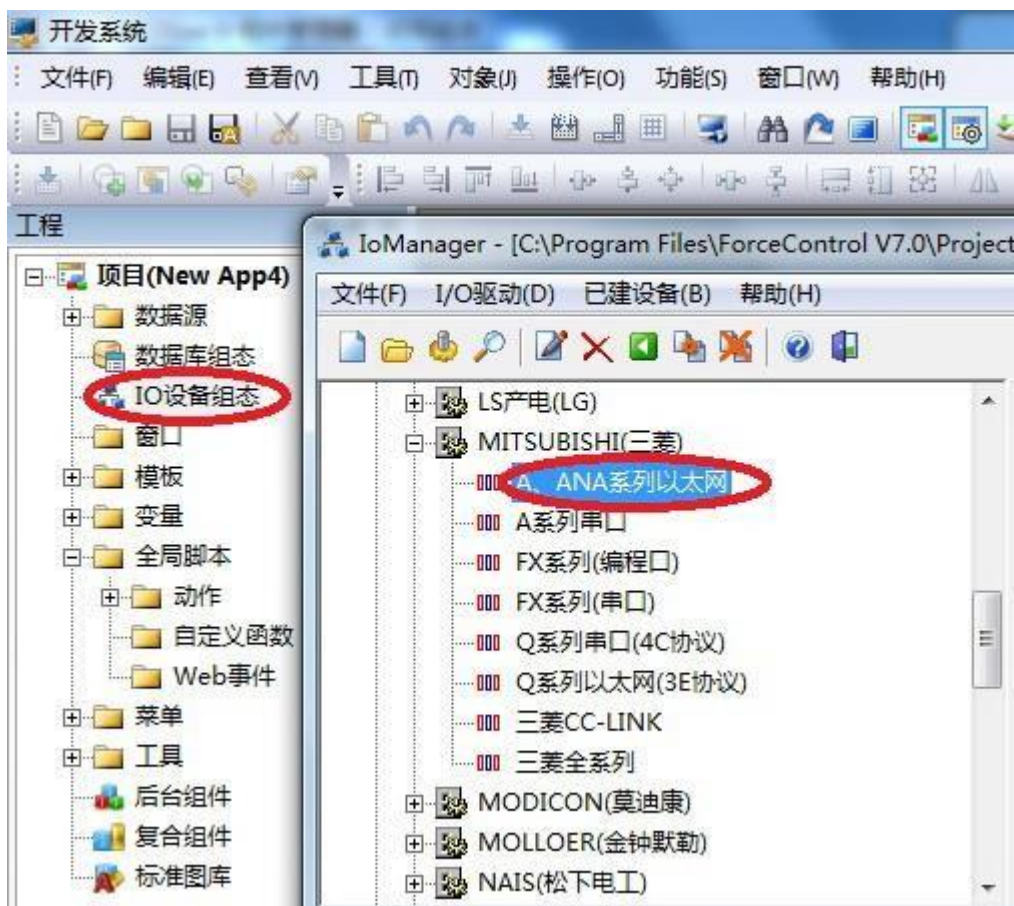 开发系统
文件(F) 编辑(E) 查看(V) 工具(T) 对象(J) 操作(O) 功能(S) 窗口(W) 帮助(H)
工程
项目(New App4)
数据源
数据库组态
IO设备组态
窗口
模板
变量
全局脚本
动作
自定义函数
Web事件
菜单
工具
后台组件
复合组件
标准图库
IoManager - [C:\Program Files\ForceControl V7.0\Project
文件(F) I/O驱动(D) 已建设备(B) 帮助(H)
LS产电(LG)
MITSUBISHI(三菱)
A、ANA系列以太网
A系列串口
FX系列(编程口)
FX系列(串口)
Q系列串口(4C协议)
Q系列以太网(3E协议)
三菱CC-LINK
三菱全系列
MODICON(莫迪康)
MOLLOER(金钟默勒)
NAIS(松下电工)